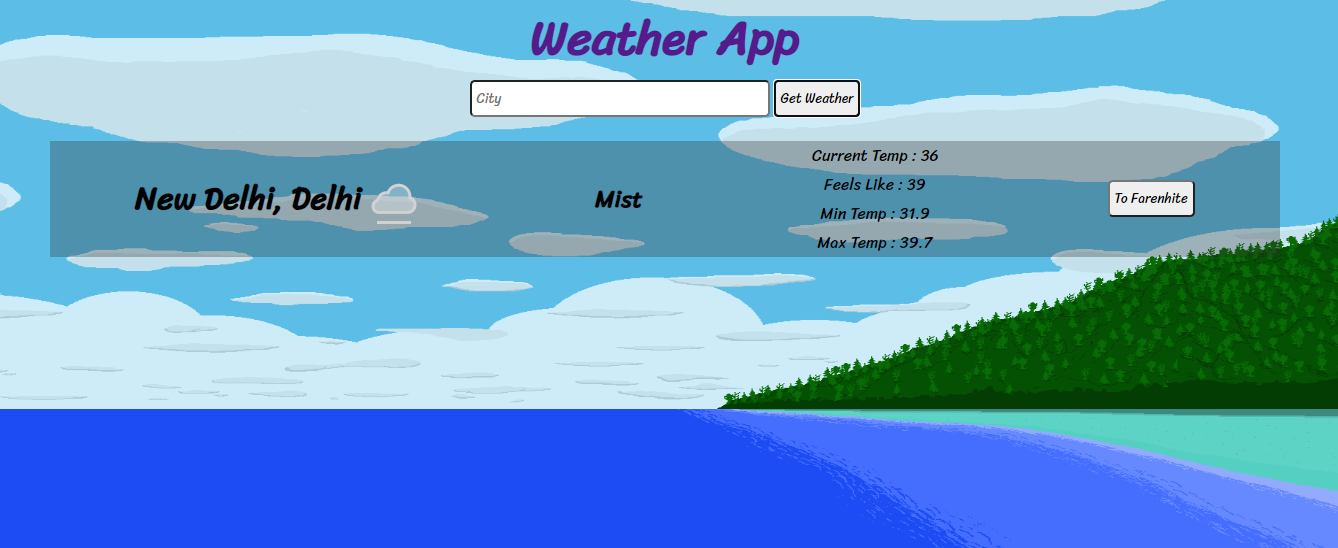 Weather App
City
Get Weather
New Delhi, Delhi
Mist
Current Temp : 36
Feels Like : 39
Min Temp : 31.9
Max Temp : 39.7
To Farenhite